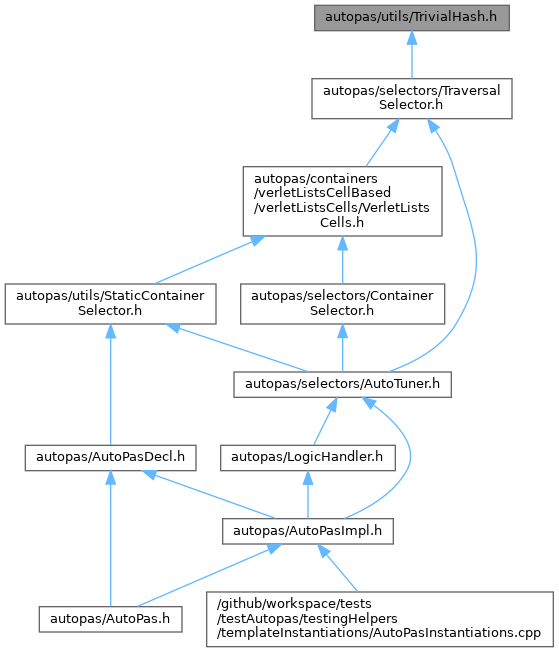 autopas/utils/TrivialHash.h
autopas/selectors/Traversal
Selector.h
autopas/containers
/verletListsCellBased
/verletListsCells/VerletLists
Cells.h
autopas/utils/StaticContainer
Selector.h
autopas/selectors/Container
Selector.h
autopas/selectors/AutoTuner.h
autopas/AutoPasDecl.h
autopas/LogicHandler.h
autopas/AutoPasImpl.h
autopas/AutoPas.h
/github/workspace/tests
/testAutopas/testingHelpers
/templateInstantiations/AutoPasInstantiations.cpp